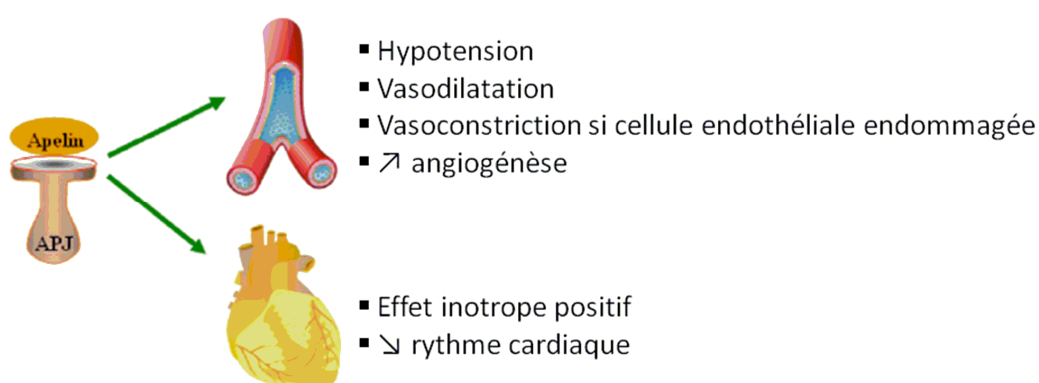 Apelin
APJ
▪ Hypotension
▪ Vasodilatation
▪ Vasoconstriction si cellule endothéliale endommagée
▪ ↗ angiogénèse
▪ Effet inotrope positif
▪ ↘ rythme cardiaque